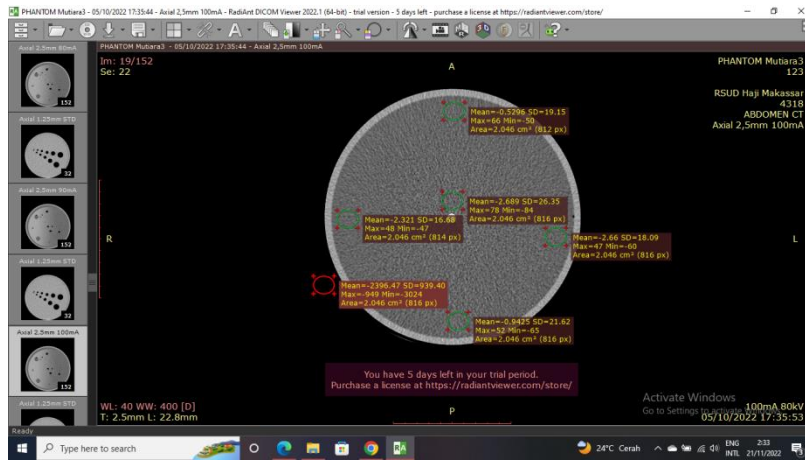 PHANTOM Mutiara3 - 05/10/2022 17:35:44 - Axial 2,5mm 100mA - RadiAnt DICOM Viewer 2022.1 (64-bit) - trial version - 5 days left - purchase a license at https://radiantviewer.com/store/
Axial 2,5mm 80mA
PHANTOM Mutiara3 - 05/10/2022 17:35:44 - Axial 2,5mm 100mA
Im: 19/152
Se: 22
A
PHANTOM Mutiara3
123
RSUD Haji Makassar
4318
ABDOMEN CT
Axial 2,5mm 100mA
152
Axial 1.25mm STD
32
Axial 2,5mm 90mA
152
Axial 1.25mm STD
32
Axial 2,5mm 100mA
152
Axial 1.25mm STD
Mean=-0.5296 SD=19.15
Max=66 Min=-50
Area=2.046 cm² (812 px)
Mean=-2.689 SD=26.35
Max=78 Min=-84
Area=2.046 cm² (816 px)
Mean=-2.321 SD=16.68
Max=48 Min=-47
Area=2.046 cm² (814 px)
R
Mean=-2.66 SD=18.09
Max=47 Min=-60
Area=2.046 cm² (816 px)
L
Mean=-2396.47 SD=939.40
Max=-949 Min=-3024
Area=2.046 cm² (816 px)
Mean=-0.9425 SD=21.62
Max=52 Min=-65
Area=2.046 cm² (816 px)
You have 5 days left in your trial period.
Purchase a license at https://radiantviewer.com/store/
Activate Windows
Go to Settings to activate Windows.
WL: 40 WW: 400 [D]
T: 2.5mm L: 22.8mm
P
100mA 80kV
05/10/2022 17:35:53
Ready
Type here to search
24°C Cerah
ENG
INTL
2:33
21/11/2022